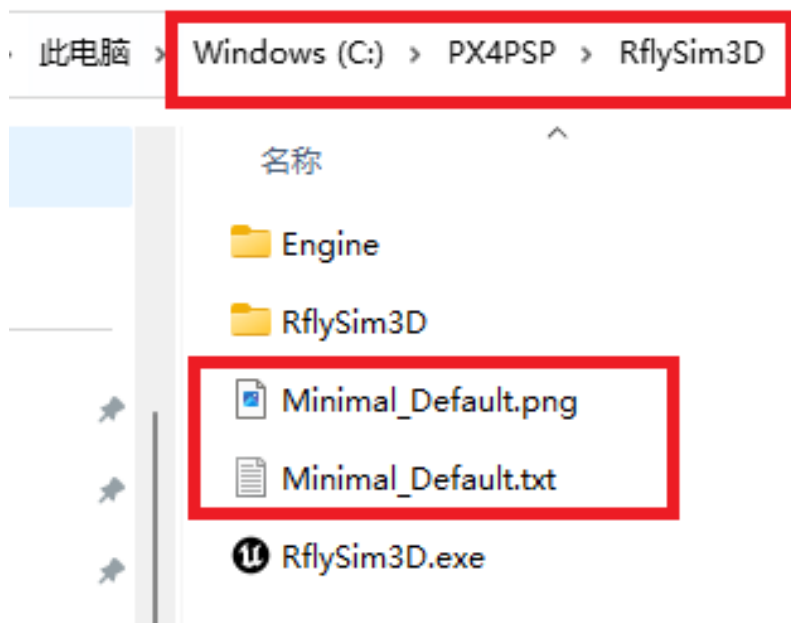 此电脑 > Windows (C:) > PX4PSP > RflySim3D
名称
Engine
RflySim3D
Minimal_Default.png
Minimal_Default.txt
RflySim3D.exe